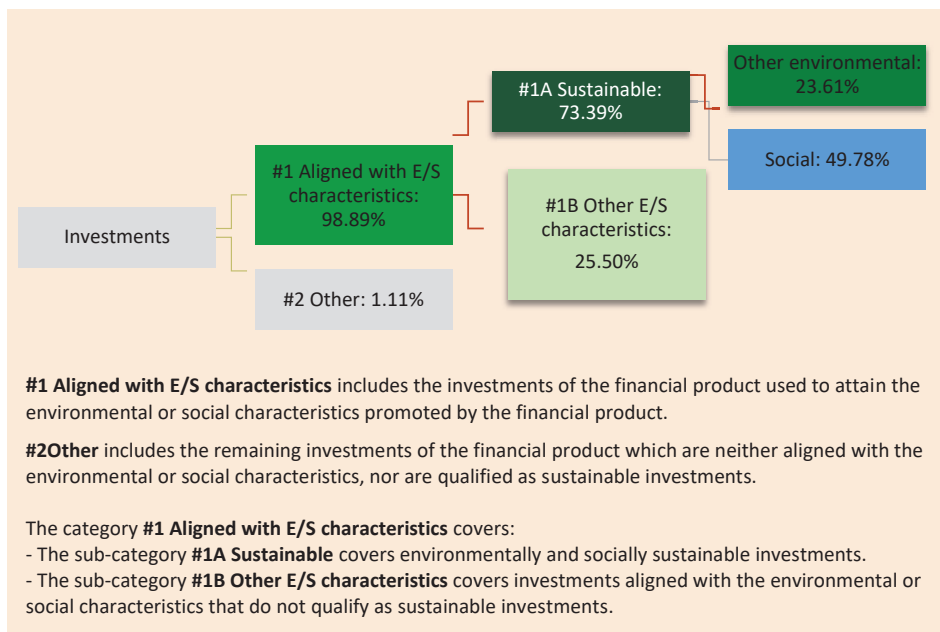 Investments
#1 Aligned with E/S
characteristics:
98.89%
#2 Other: 1.11%
#1A Sustainable:
73.39%
#1B Other E/S
characteristics:
25.50%
Other environmental:
23.61%
Social: 49.78%
#1 Aligned with E/S characteristics includes the investments of the financial product used to attain the
environmental or social characteristics promoted by the financial product.
#2Other includes the remaining investments of the financial product which are neither aligned with the
environmental or social characteristics, nor are qualified as sustainable investments.
The category #1 Aligned with E/S characteristics covers:
- The sub-category #1A Sustainable covers environmentally and socially sustainable investments.
- The sub-category #1B Other E/S characteristics covers investments aligned with the environmental or
social characteristics that do not qualify as sustainable investments.